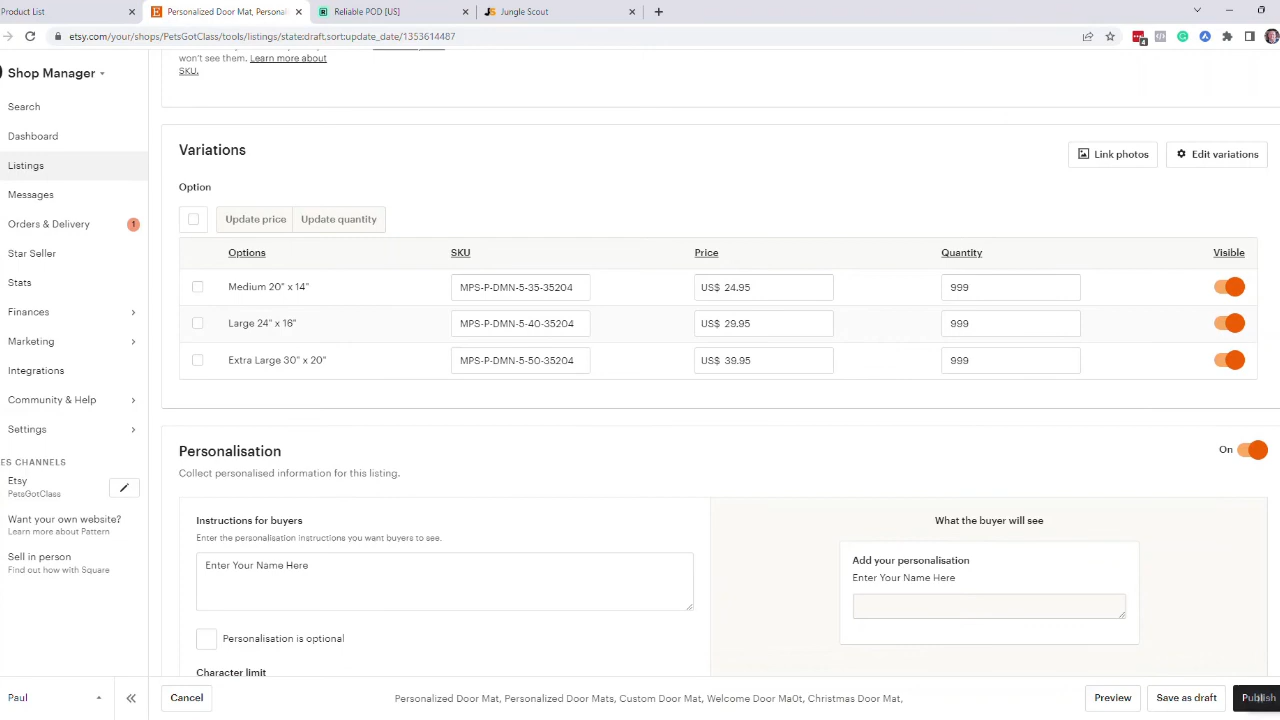 Product List
Personalized Door Mat, Personal
Reliable POD [US]
Jungle Scout
etsy.com/your/shops/PetsGotClass/tools/listings/state:draft.sort:update_date/1353614487
4
won't see them. Learn more about
SKU.
Shop Manager
Search
Dashboard
Listings
Messages
Orders & Delivery
1
Star Seller
Stats
Finances
Marketing
Integrations
Community & Help
Settings
ES CHANNELS
Etsy
PetsGotClass
Want your own website?
Learn more about Pattern
Sell in person
Find out how with Square
Paul
Variations
Link photos
Edit variations
Option
Update price
Update quantity
Options SKU Price Quantity Visible
Medium 20" x 14" MPS-P-DMN-5-35-35204 US$ 24.95 999
Large 24" x 16" MPS-P-DMN-5-40-35204 US$ 29.95 999
Extra Large 30" x 20" MPS-P-DMN-5-50-35204 US$ 39.95 999
Personalisation
On
Collect personalised information for this listing.
Instructions for buyers
Enter the personalisation instructions you want buyers to see.
Enter Your Name Here
Personalisation is optional
Character limit
What the buyer will see
Add your personalisation
Enter Your Name Here
Cancel
Personalized Door Mat, Personalized Door Mats, Custom Door Mat, Welcome Door Ma0t, Christmas Door Mat,
Preview
Save as draft
Publish